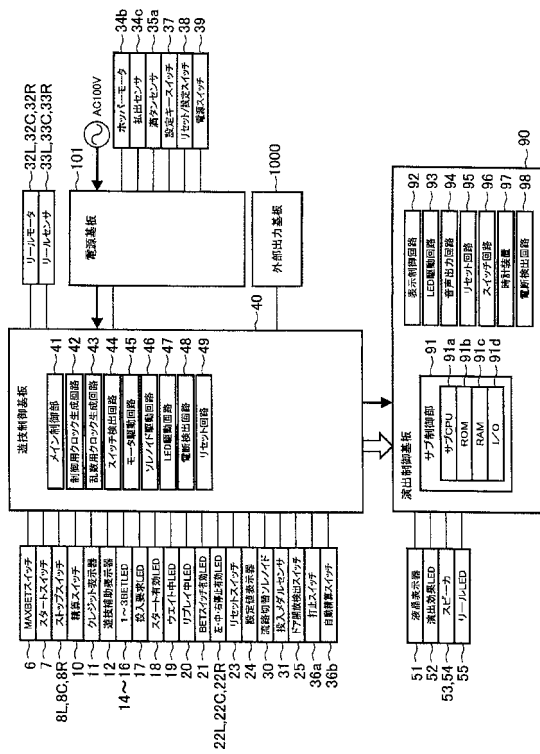 6 MAXBETスイッチ
7 スタートスイッチ
8L,8C,8R ストップスイッチ
10 精算スイッチ
11 クレジット表示器
12 遊技補助表示器
14～16 1～3BETLED
17 投入要求LED
18 スタート有効LED
19 ウエイト中LED
20 リプレイ中LED
21 BETスイッチ有効LED
22L,22C,22R 左・中・右停止有効LED
23 リセットスイッチ
24 設定値表示器
30 流路切替ソレノイド
31 投入メダルセンサ
25 ドア開放検出スイッチ
36a 打止スイッチ
36b 自動精算スイッチ
遊技制御基板
40
メイン制御部 41
制御用クロック生成回路 42
乱数用クロック生成回路 43
スイッチ検出回路 44
モータ駆動回路 45
ソレノイド駆動回路 46
LED駆動回路 47
電断検出回路 48
リセット回路 49
リールモータ 32L,32C,32R
リールセンサ 33L,33C,33R
電源基板
101
AC100V
外部出力基板
1000
ホッパーモータ 34b
払出センサ 34c
満タンセンサ 35a
設定キースイッチ 37
リセット/設定スイッチ 38
電源スイッチ 39
51 液晶表示器
52 演出効果LED
53,54 スピーカ
55 リールLED
演出制御基板
90
サブ制御部 91
サブCPU 91a
ROM 91b
RAM 91c
I/O 91d
表示制御回路 92
LED駆動回路 93
音声出力回路 94
リセット回路 95
スイッチ回路 96
時計装置 97
電断検出回路 98